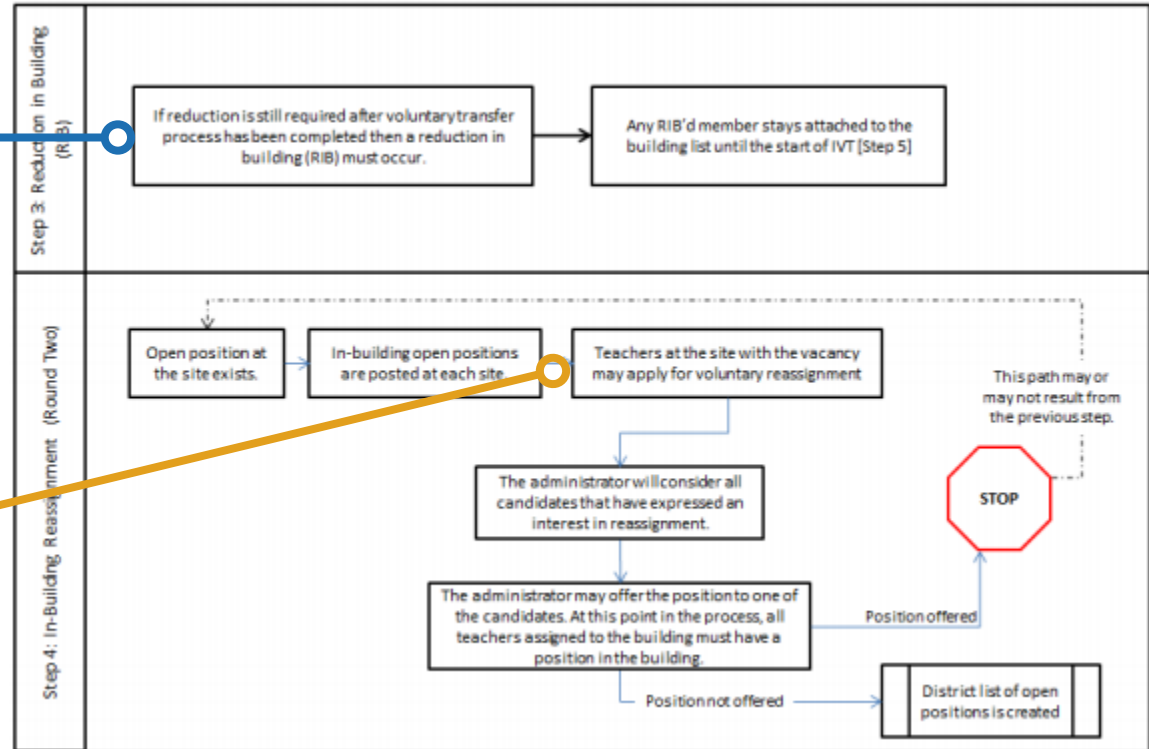 Step 3: Reduction in Building
(RIB)
If reduction is still required after voluntary transfer
process has been completed then a reduction in
building (RIB) must occur.
Any RIB'd member stays attached to the
building list until the start of IVT [Step 5]
Step 4: In-Building Reassignment (Round Two)
Open position at
the site exists.
In-building open positions
are posted at each site.
Teachers at the site with the vacancy
may apply for voluntary reassignment
This path may or
may not result from
the previous step.
The administrator will consider all
candidates that have expressed an
interest in reassignment.
STOP
The administrator may offer the position to one of
the candidates. At this point in the process, all
teachers assigned to the building must have a
position in the building.
Position offered
Position not offered
District list of open
positions is created